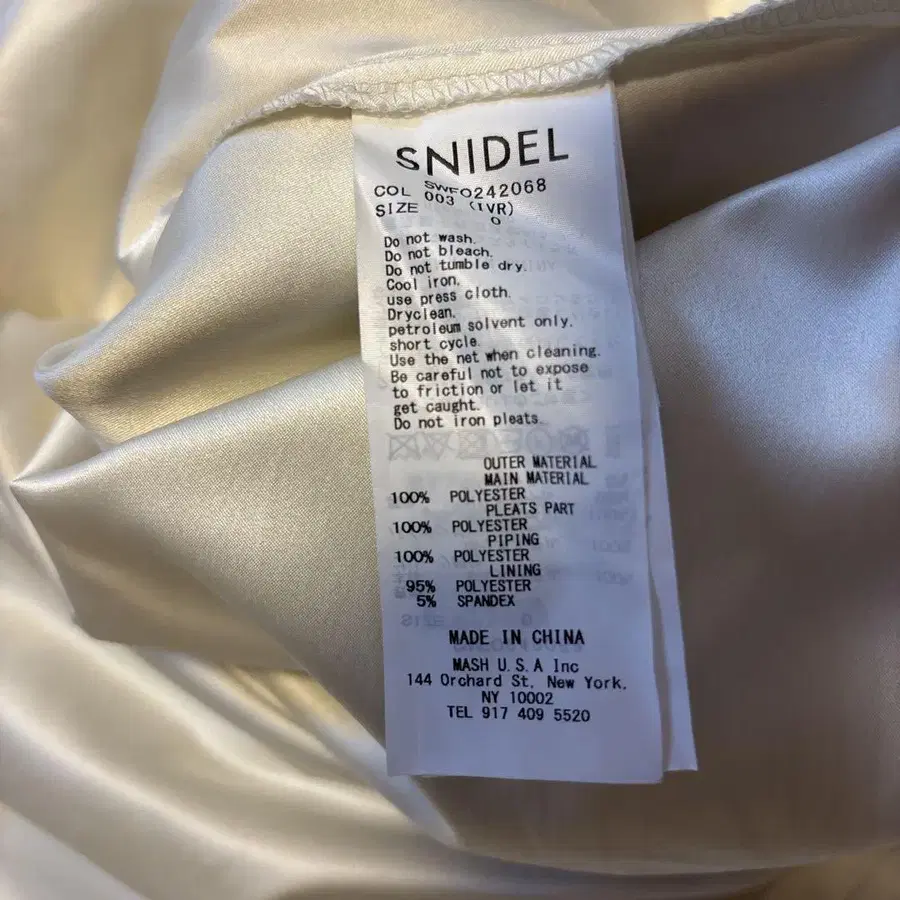 SNIDEL
SWFO242068
COL 003 (IVR)
SIZE 0
Do not wash.
Do not bleach.
Do not tumble dry.
Cool iron.
use press cloth.
Dryclean.
petroleum solvent only.
short cycle.
Use the net when cleaning.
Be careful not to expose
to friction or let it
get caught.
Do not iron pleats.
OUTER MATERIAL
MAIN MATERIAL
100% POLYESTER
PLEATS PART
100% POLYESTER
PIPING
100% POLYESTER
LINING
95% POLYESTER
5% SPANDEX
MADE IN CHINA
MASH U.S.A Inc
144 Orchard St, New York.
NY 10002
TEL 917 409 5520